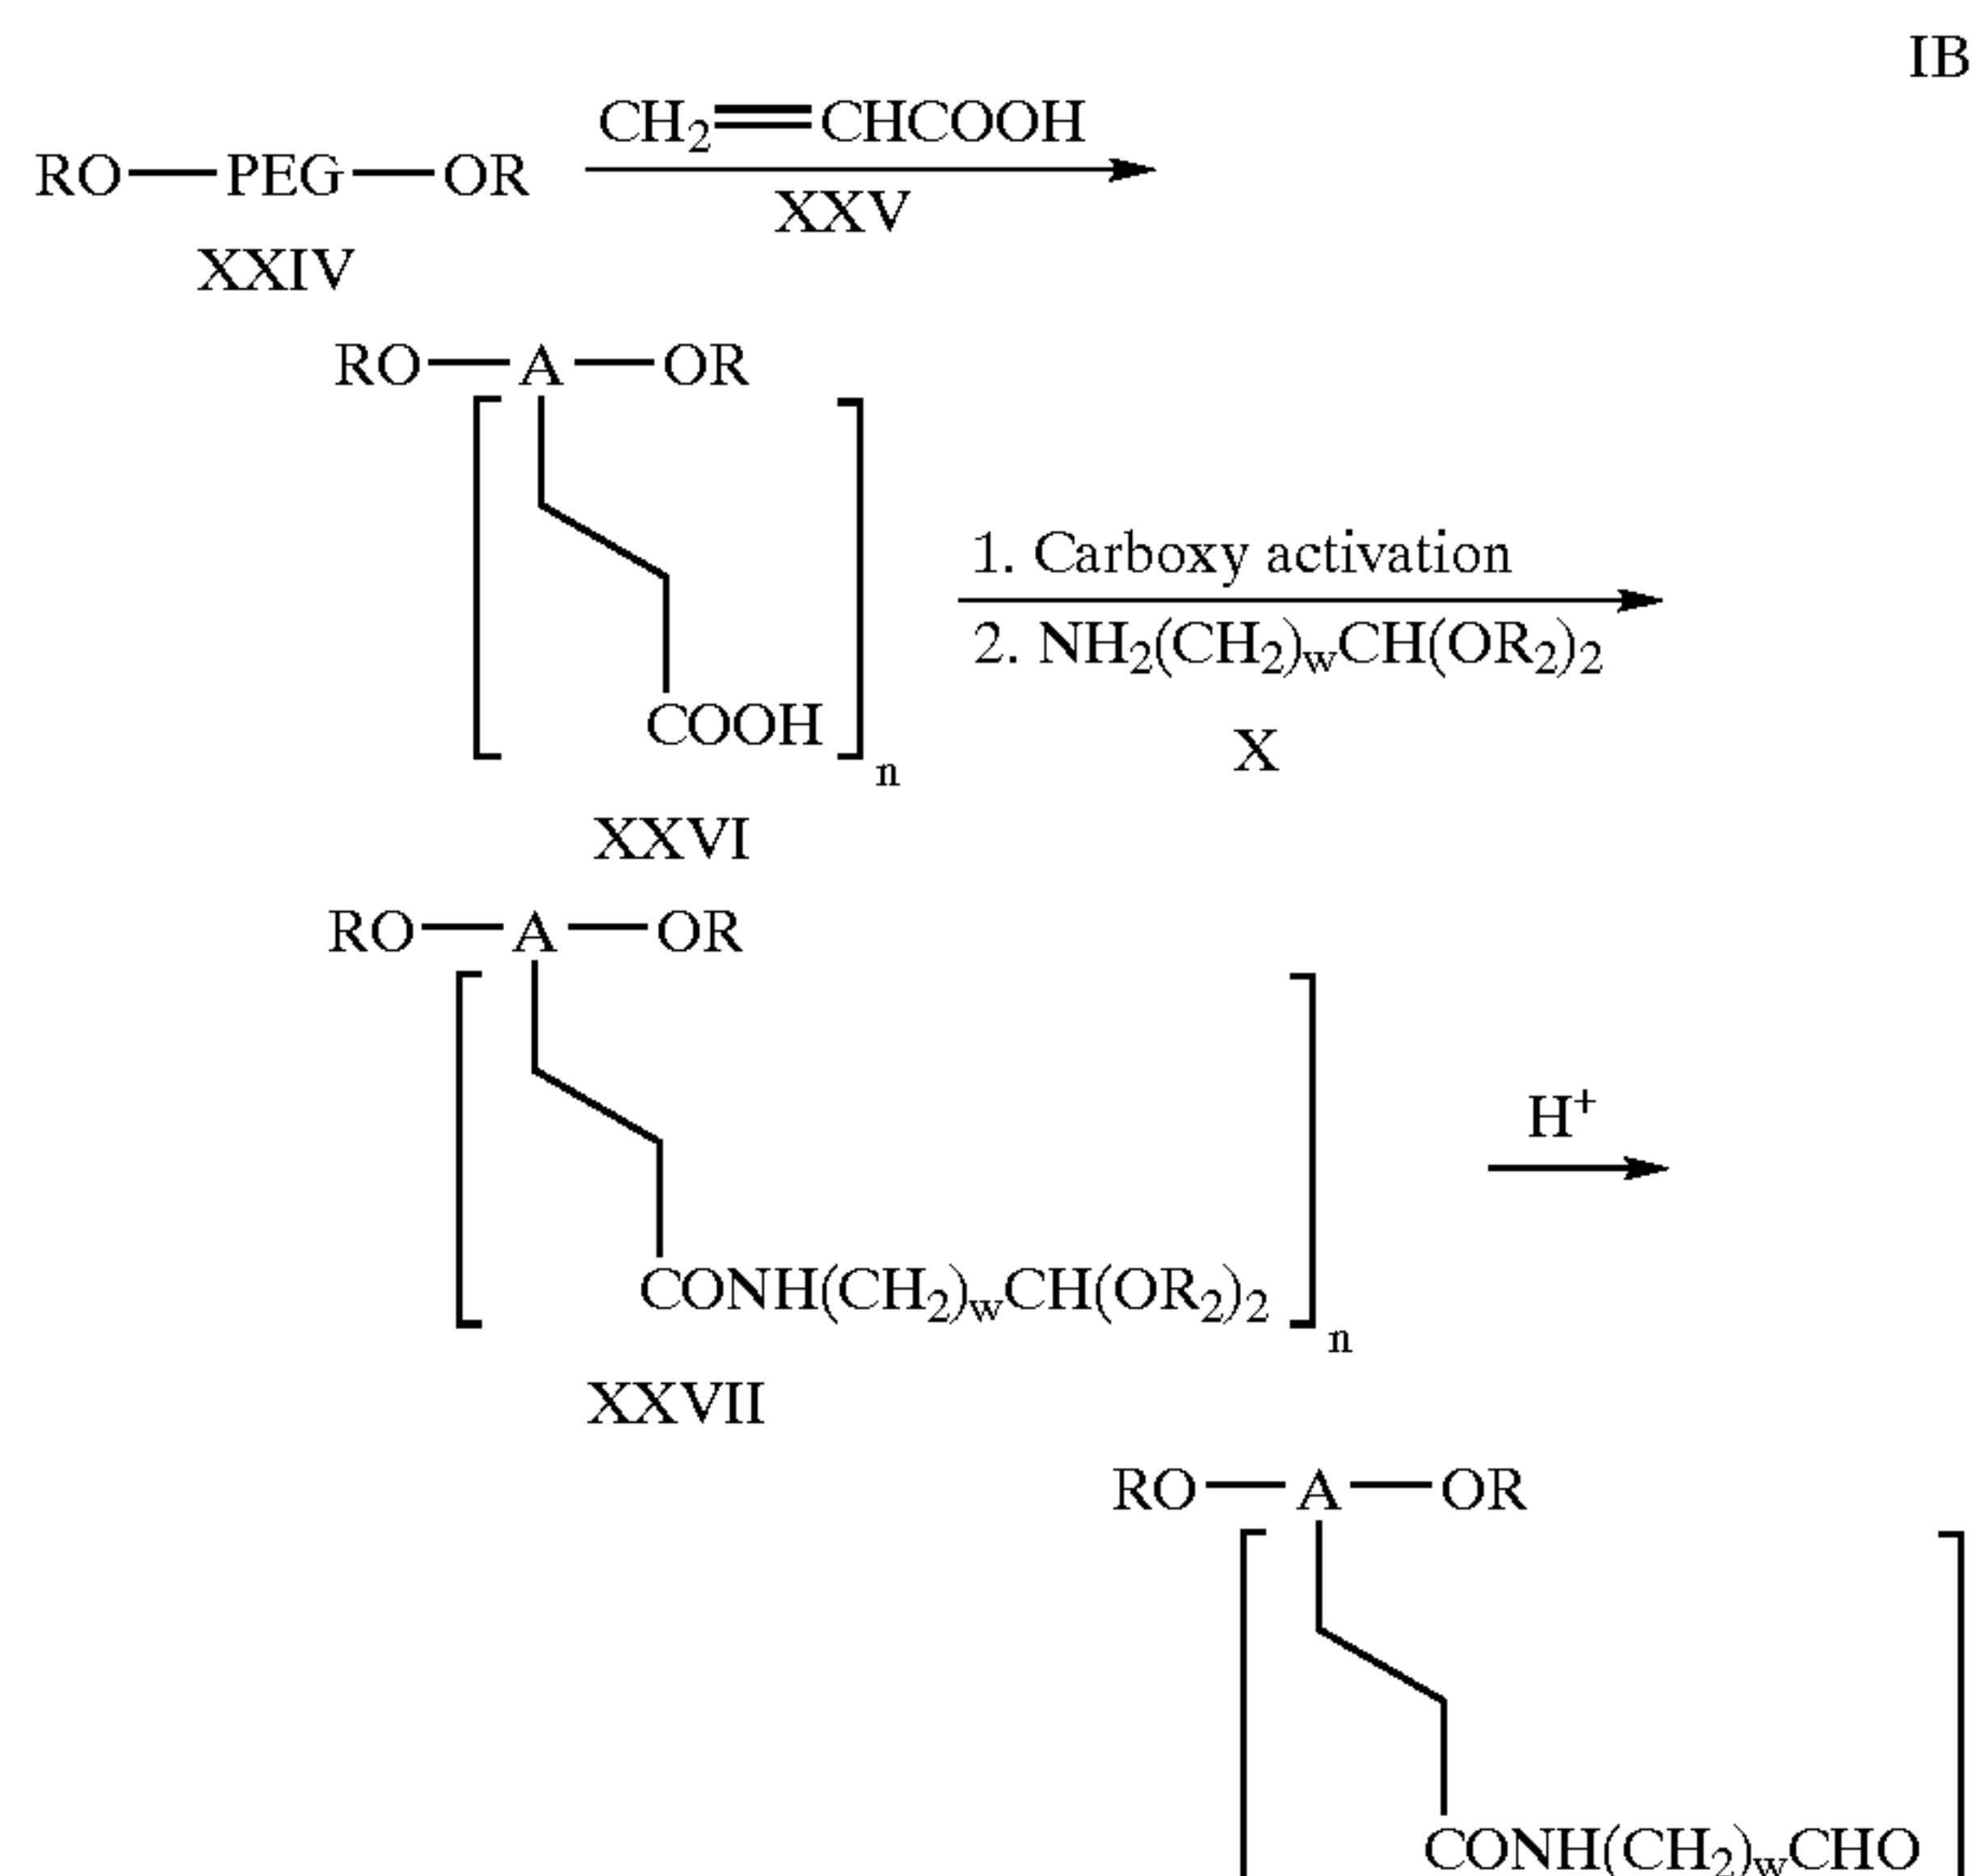 IB
CH₂=CHCOOH
RO—PEG—OR
XXV
XXIV
RO—A—OR
COOH
n
1. Carboxy activation
2. NH₂(CH₂)wCH(OR₂)₂
X
XXVI
RO—A—OR
CONH(CH₂)wCH(OR₂)₂
n
H⁺
XXVII
RO—A—OR
CONH(CH₂)wCHO